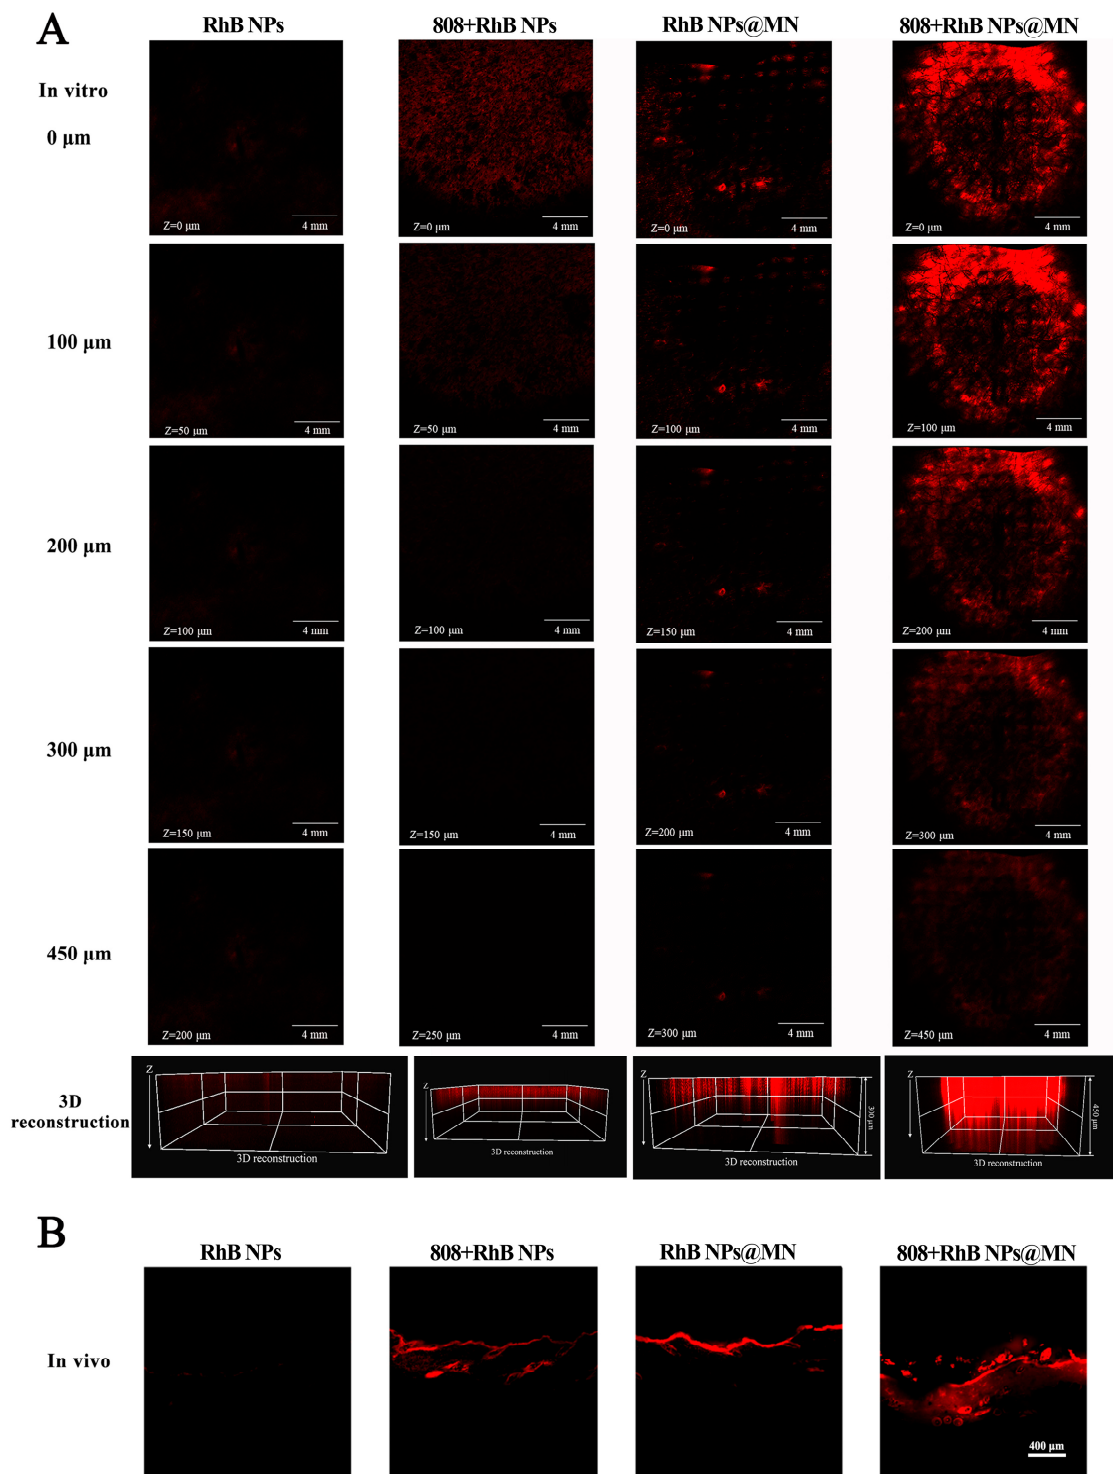 A
RhB NPs
808+RhB NPs
RhB NPs@MN
808+RhB NPs@MN
In vitro
0 μm
Z=0 μm
4 mm
Z=0 μm
4 mm
Z=0 μm
4 mm
Z=0 μm
4 mm
100 μm
Z=50 μm
4 mm
Z=50 μm
4 mm
Z=100 μm
4 mm
Z=100 μm
4 mm
200 μm
Z=100 μm
4 mm
Z=100 μm
4 mm
Z=150 μm
4 mm
Z=200 μm
4 mm
300 μm
Z=150 μm
4 mm
Z=150 μm
4 mm
Z=200 μm
4 mm
Z=300 μm
4 mm
450 μm
Z=200 μm
4 mm
Z=250 μm
4 mm
Z=300 μm
4 mm
Z=450 μm
4 mm
3D
reconstruction
Z
3D reconstruction
Z
3D reconstruction
Z
300 μm
3D reconstruction
Z
450 μm
3D reconstruction
B
RhB NPs
808+RhB NPs
RhB NPs@MN
808+RhB NPs@MN
In vivo
400 μm